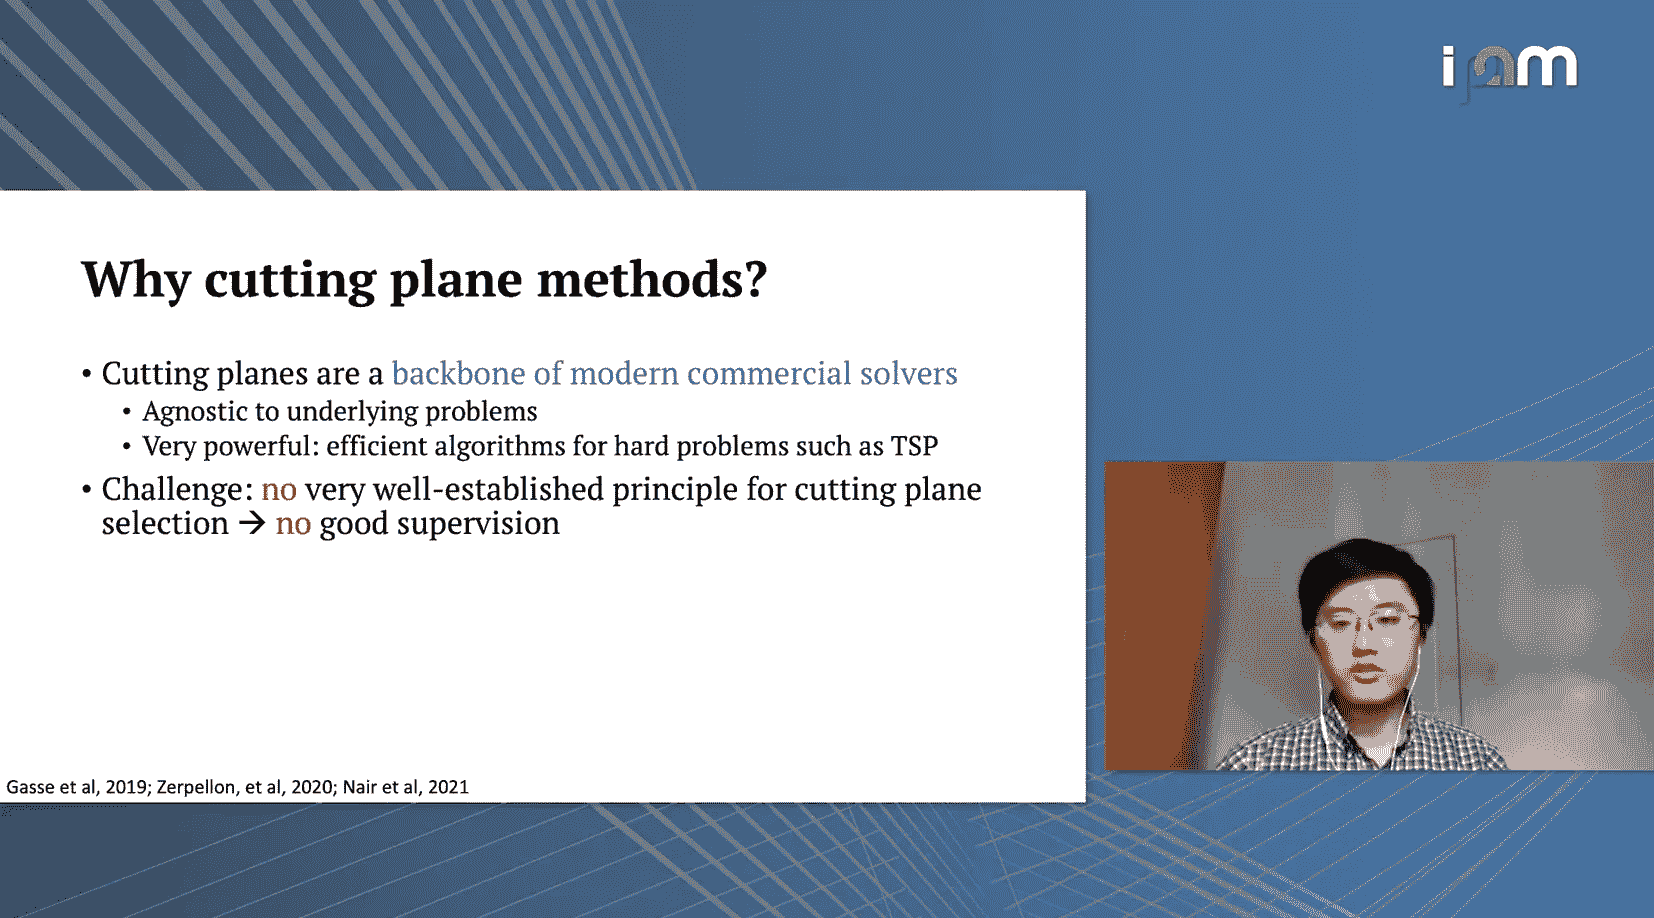 ipam
Why cutting plane methods?
• Cutting planes are a backbone of modern commercial solvers
• Agnostic to underlying problems
• Very powerful: efficient algorithms for hard problems such as TSP
• Challenge: no very well-established principle for cutting plane
selection → no good supervision
Gasse et al, 2019; Zerpellon, et al, 2020; Nair et al, 2021